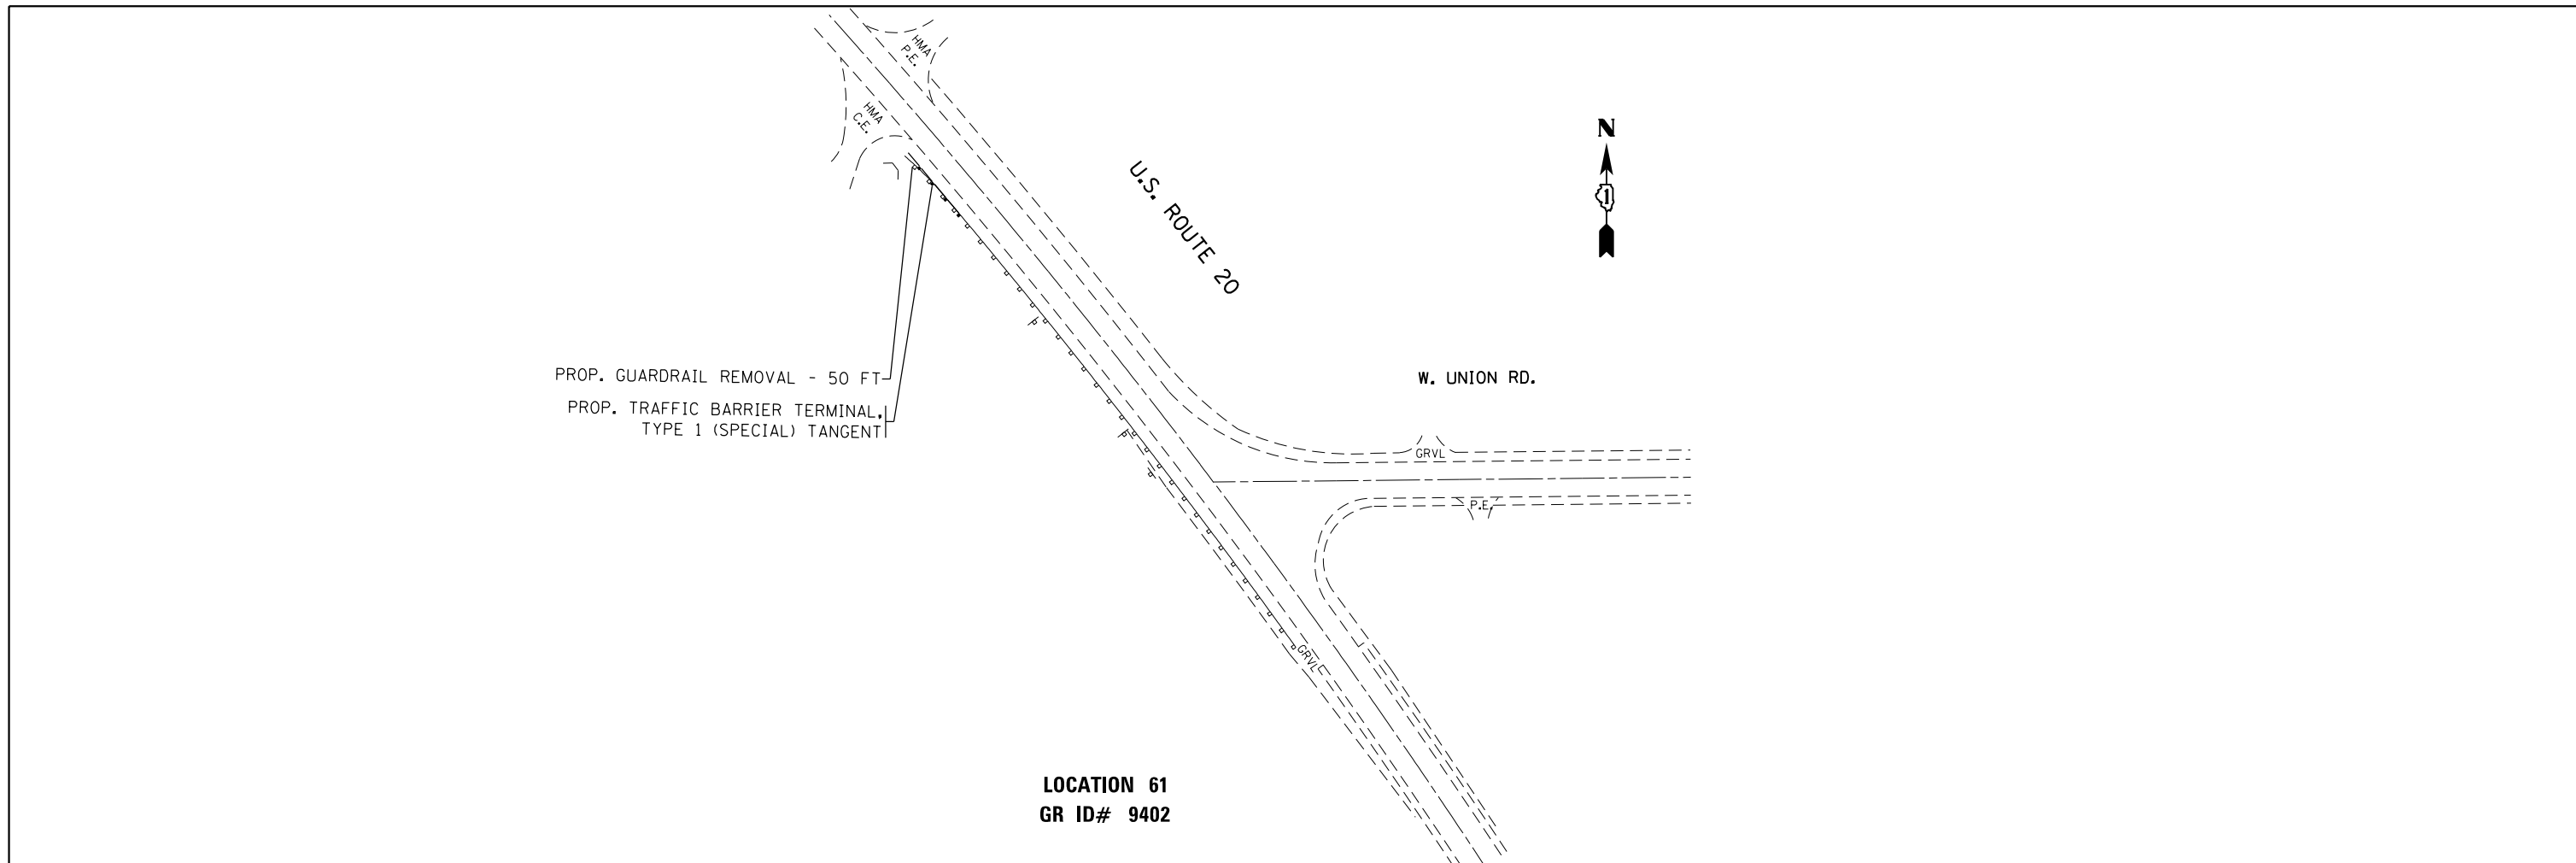 HMA
P.E.
HMA
C.E.
N
1
U.S. ROUTE 20
PROP. GUARDRAIL REMOVAL - 50 FT
W. UNION RD.
PROP. TRAFFIC BARRIER TERMINAL,
TYPE 1 (SPECIAL) TANGENT
GRVL
P.E.
GRVL
LOCATION 61
GR ID# 9402